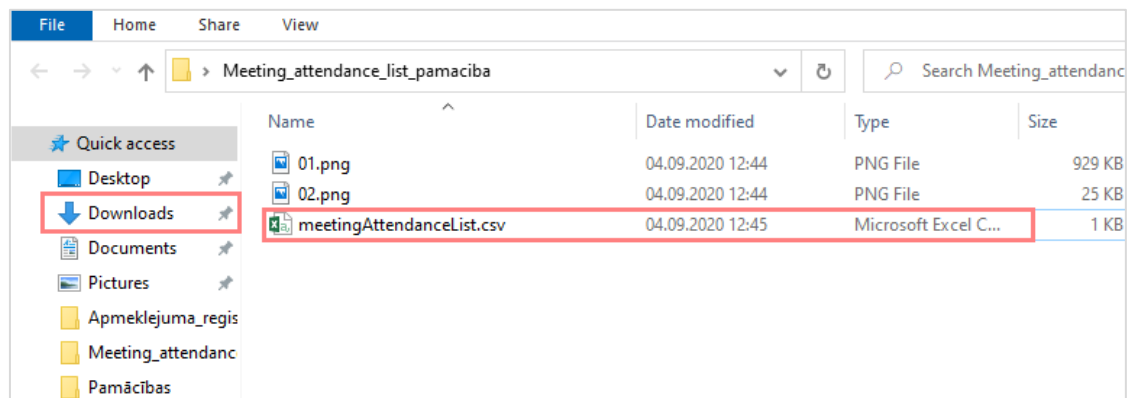 File Home Share View
Meeting_attendance_list_pamaciba Search Meeting_attendanc
Name Date modified Type Size
Quick access
01.png 04.09.2020 12:44 PNG File 929 KB
Desktop
02.png 04.09.2020 12:44 PNG File 25 KB
Downloads
meetingAttendanceList.csv 04.09.2020 12:45 Microsoft Excel C... 1 KB
Documents
Pictures
Apmeklejuma_regis
Meeting_attendanc
Pamācības